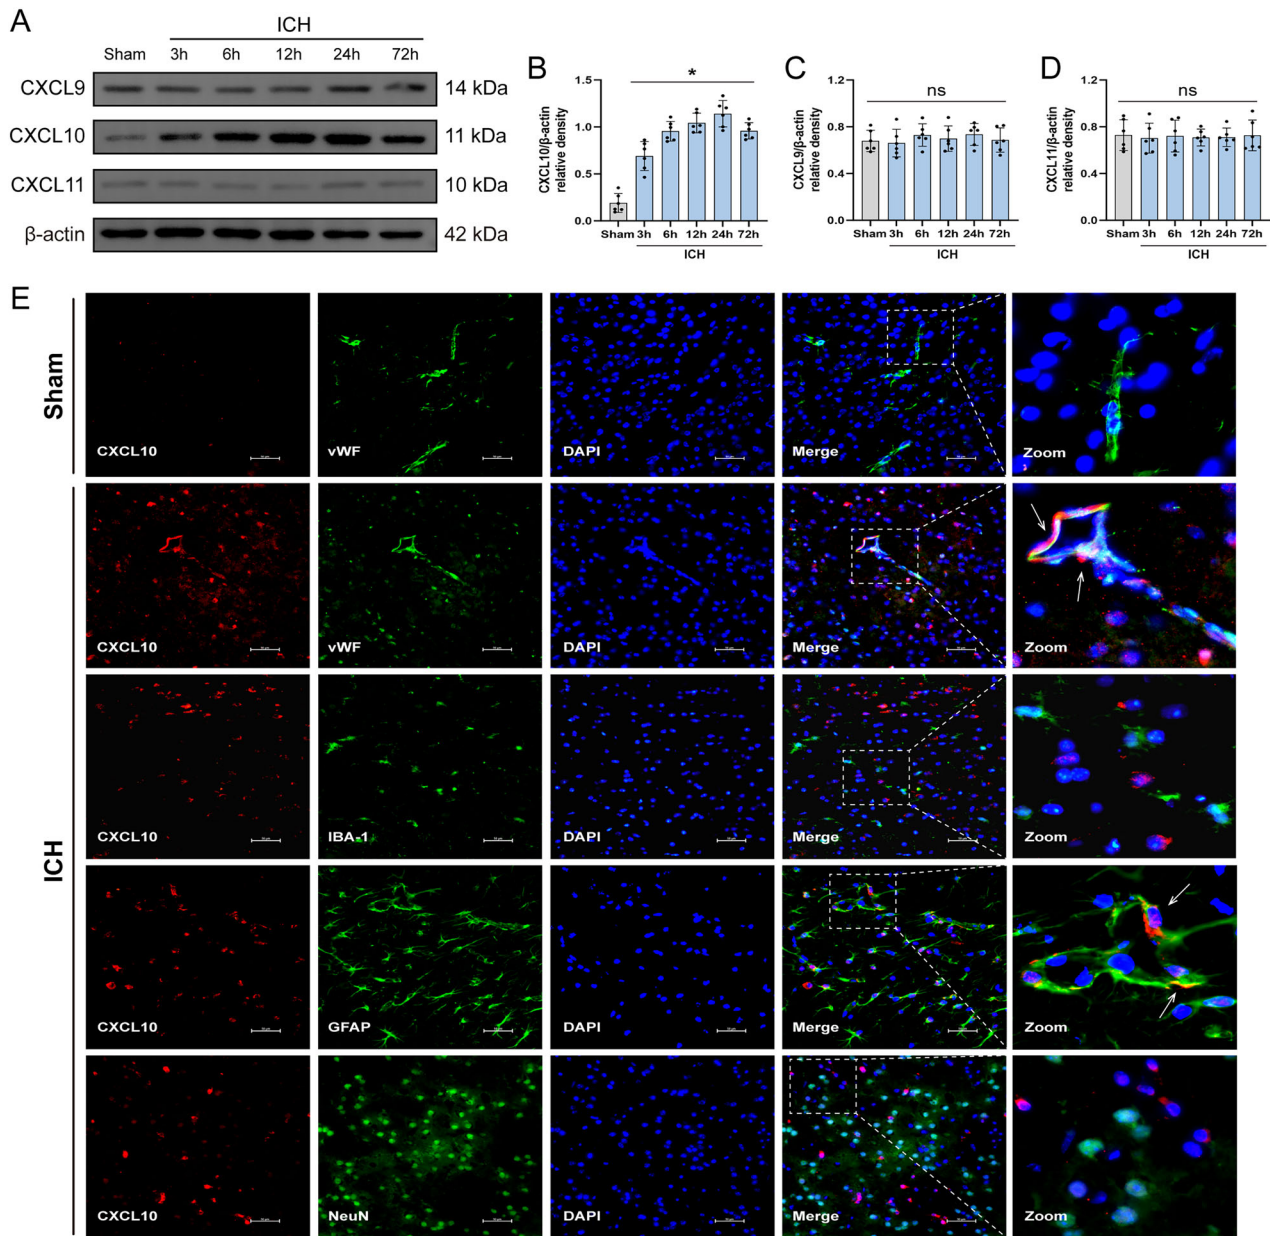 A
ICH
Sham 3h 6h 12h 24h 72h
CXCL9 14 kDa
CXCL10 11 kDa
CXCL11 10 kDa
β-actin 42 kDa
B
*
CXCL10/β-actin
relative density
1.5
1.0
0.5
0.0
Sham 3h 6h 12h 24h 72h
ICH
C
ns
CXCL9/β-actin
relative density
1.2
0.8
0.4
0.0
Sham 3h 6h 12h 24h 72h
ICH
D
ns
CXCL11/β-actin
relative density
1.2
0.8
0.4
0.0
Sham 3h 6h 12h 24h 72h
ICH
E
Sham
CXCL10 vWF DAPI Merge Zoom
ICH
CXCL10 vWF DAPI Merge Zoom
CXCL10 IBA-1 DAPI Merge Zoom
CXCL10 GFAP DAPI Merge Zoom
CXCL10 NeuN DAPI Merge Zoom